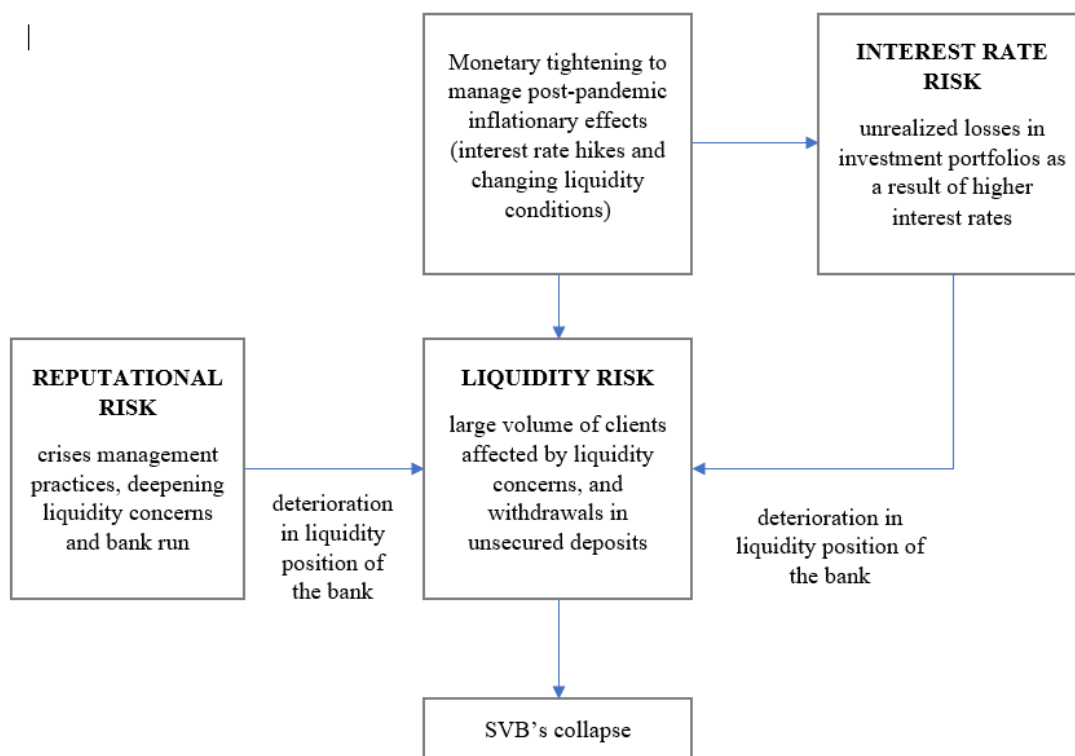 Monetary tightening to
manage post-pandemic
inflationary effects
(interest rate hikes and
changing liquidity
conditions)
INTEREST RATE
RISK
unrealized losses in
investment portfolios as
a result of higher
interest rates
REPUTATIONAL
RISK
crises management
practices, deepening
liquidity concerns
and bank run
deterioration
in liquidity
position of
the bank
LIQUIDITY RISK
large volume of clients
affected by liquidity
concerns, and
withdrawals in
unsecured deposits
deterioration in
liquidity position of
the bank
SVB’s collapse